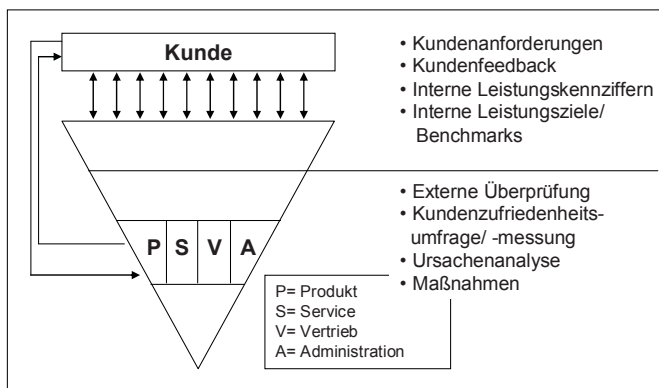 Kunde
• Kundenanforderungen
• Kundenfeedback
• Interne Leistungskennziffern
• Interne Leistungsziele/
Benchmarks
• Externe Überprüfung
• Kundenzufriedenheits-
umfrage/ -messung
• Ursachenanalyse
• Maßnahmen
P S V A
P= Produkt
S= Service
V= Vertrieb
A= Administration